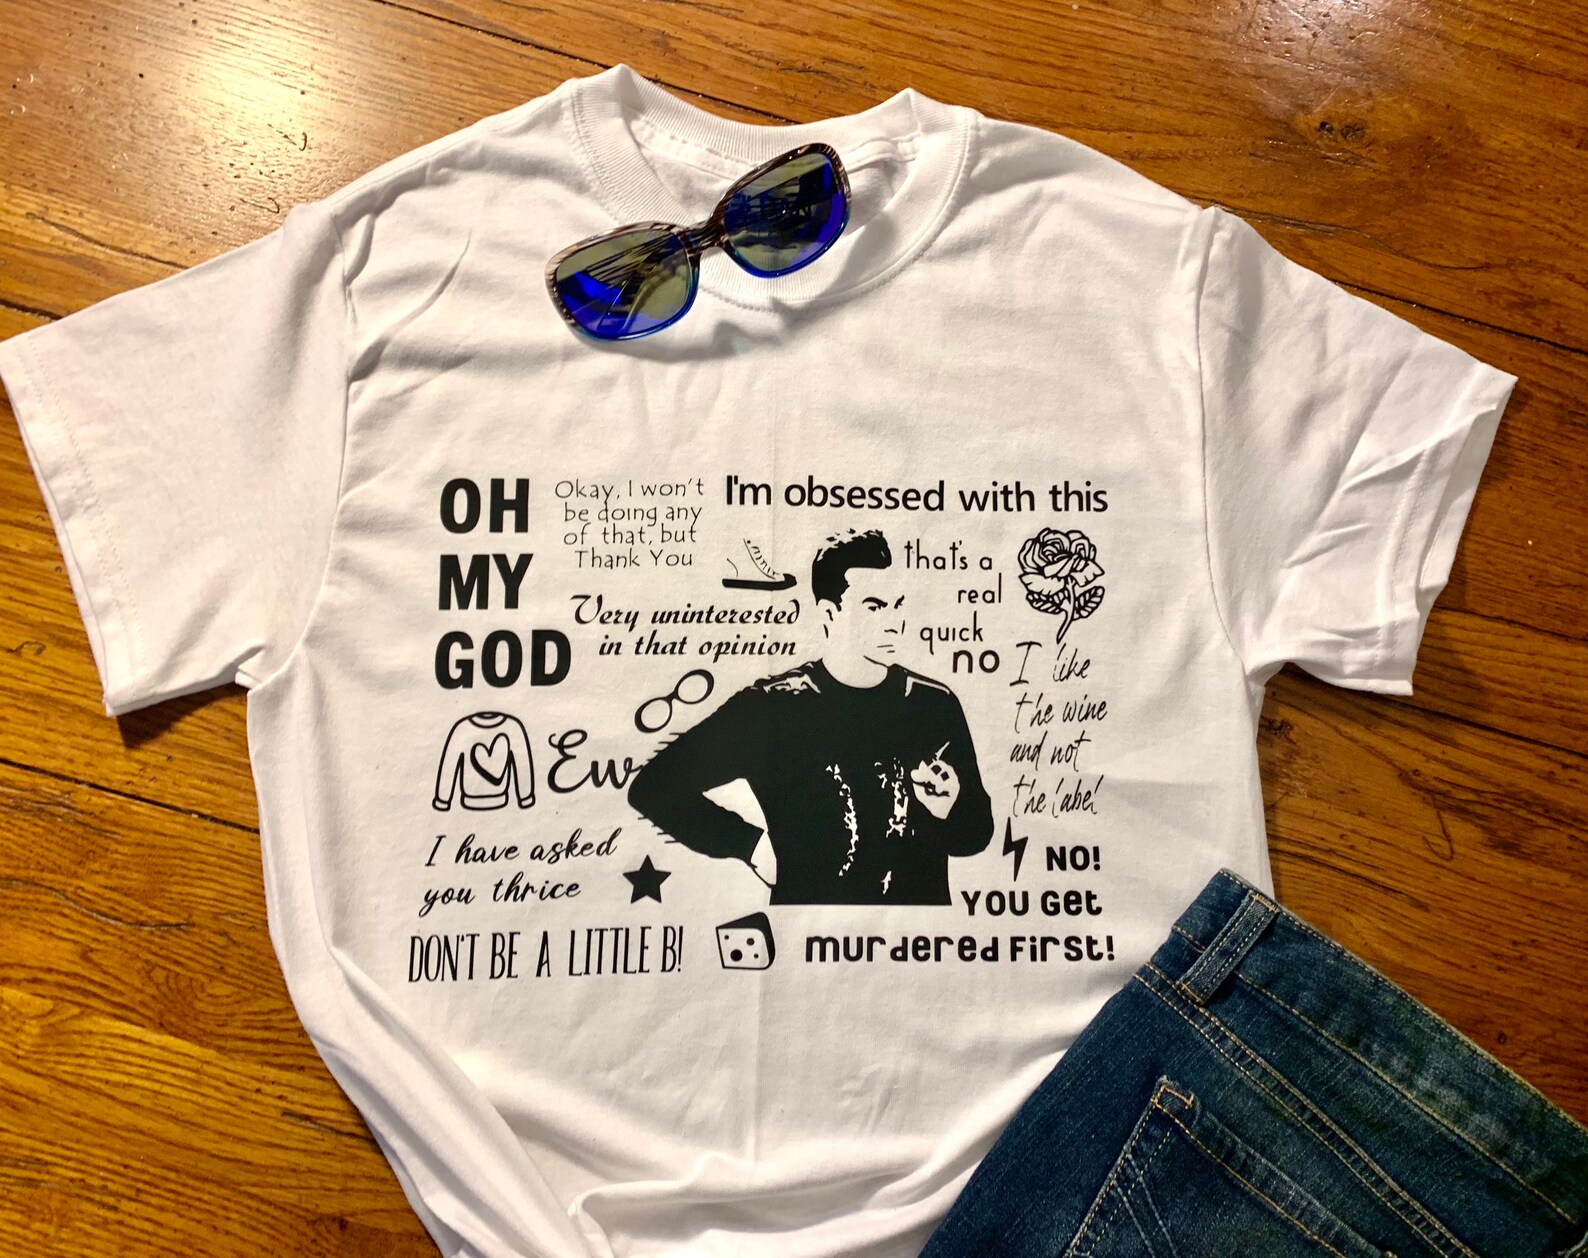 OH
MY
GOD
Okay, I won't
be doing any
of that, but
Thank You
I'm obsessed with this
that's a
real
quick
no
Very uninterested
in that opinion
I like
the wine
and not
the label
Ew
I have asked
you thrice
NO!
YOU Get
murdered First!
DON'T BE A LITTLE B!